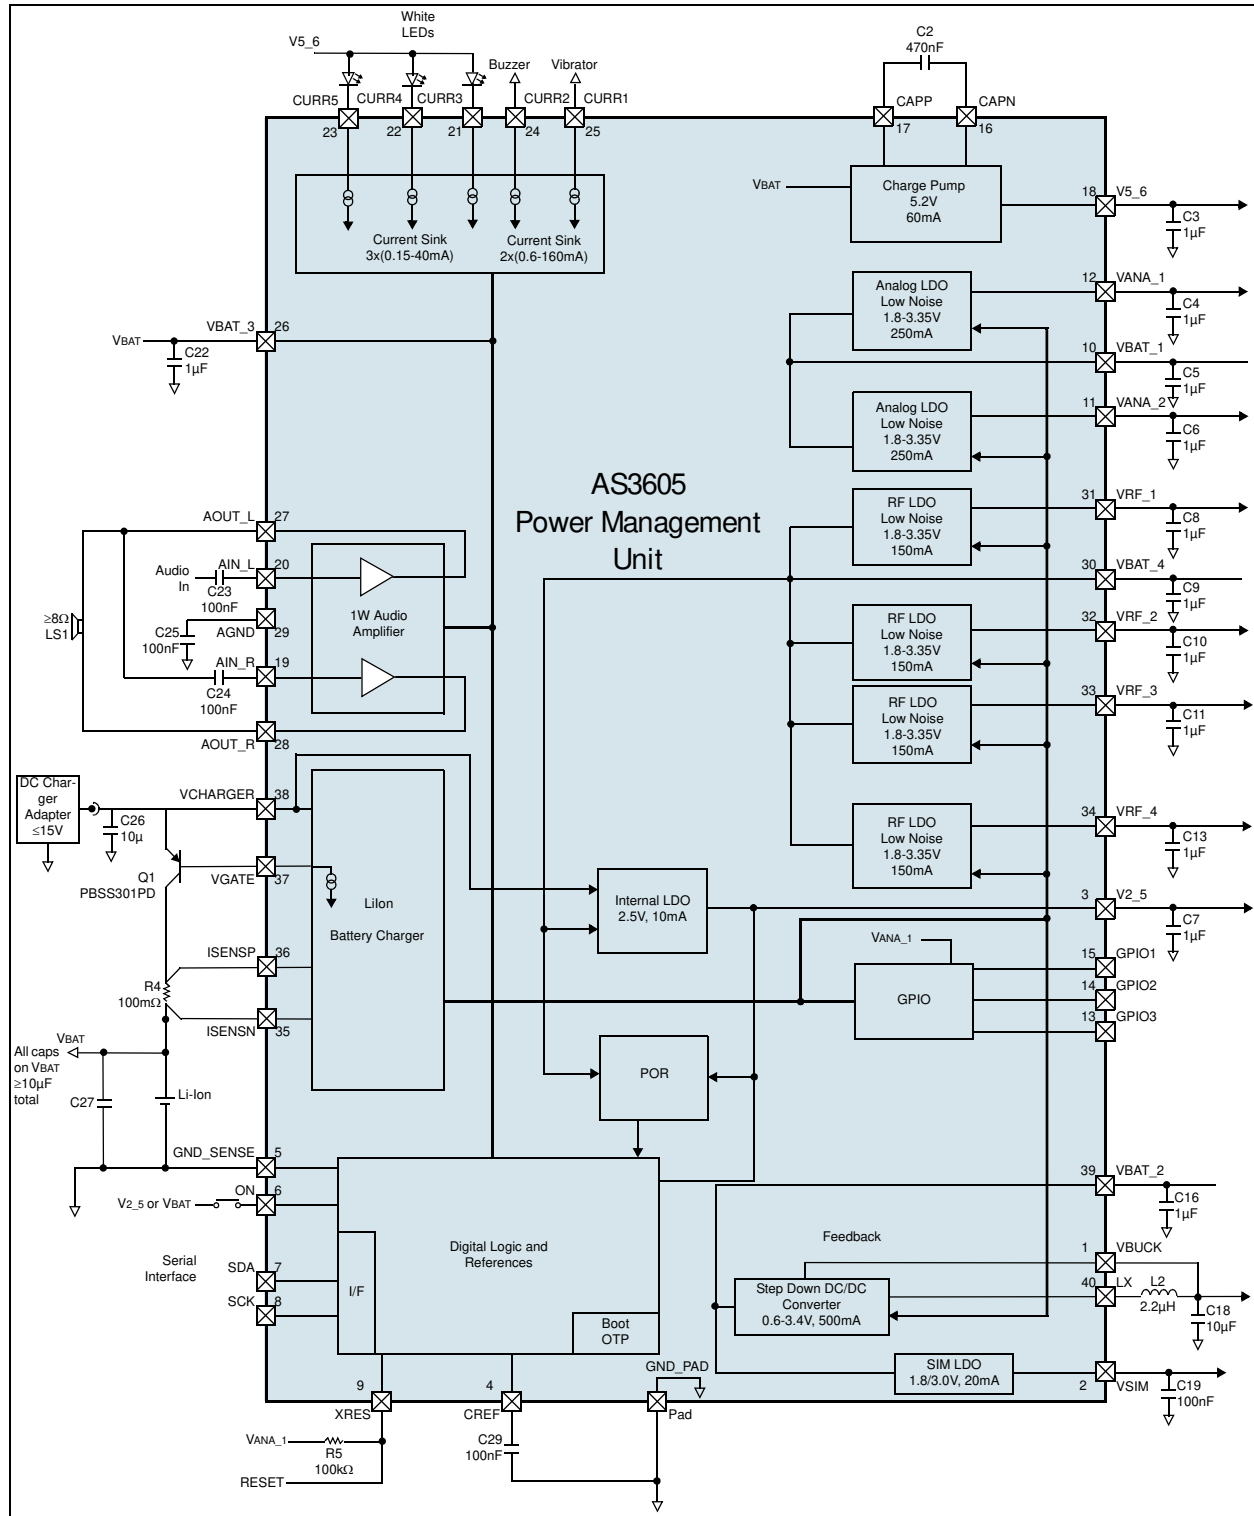 White
LEDs
V5_6
Buzzer
Vibrator
CURR5
CURR4
CURR3
CURR2
CURR1
23
22
21
24
25
Current Sink
3x(0.15-40mA)
Current Sink
2x(0.6-160mA)
C2
470nF
CAPP
CAPN
17
16
VBAT
Charge Pump
5.2V
60mA
18
V5_6
C3
1µF
Analog LDO
Low Noise
1.8-3.35V
250mA
12
VANA_1
C4
1µF
10
VBAT_1
C5
1µF
Analog LDO
Low Noise
1.8-3.35V
250mA
11
VANA_2
C6
1µF
VBAT
VBAT_3
26
C22
1µF
AS3605
Power Management
Unit
RF LDO
Low Noise
1.8-3.35V
150mA
31
VRF_1
C8
1µF
30
VBAT_4
C9
1µF
RF LDO
Low Noise
1.8-3.35V
150mA
32
VRF_2
C10
1µF
RF LDO
Low Noise
1.8-3.35V
150mA
33
VRF_3
C11
1µF
RF LDO
Low Noise
1.8-3.35V
150mA
34
VRF_4
C13
1µF
AOUT_L
27
Audio
In
AIN_L
20
C23
100nF
≥8Ω
LS1
C25
100nF
AGND
29
AIN_R
19
C24
100nF
AOUT_R
28
1W Audio
Amplifier
DC Char-
ger
Adapter
≤15V
VCHARGER
38
C26
10µ
Q1
PBSS301PD
VGATE
37
LiIon
Battery Charger
ISENSP
36
R4
100mΩ
ISENSN
35
VBAT
All caps
on VBAT
≥10µF
total
C27
Li-Ion
Internal LDO
2.5V, 10mA
3
V2_5
C7
1µF
VANA_1
GPIO
15
GPIO1
14
GPIO2
13
GPIO3
POR
GND_SENSE
5
V2_5 or VBAT
ON
6
Serial
Interface
SDA
7
SCK
8
I/F
Digital Logic and
References
Boot
OTP
39
VBAT_2
C16
1µF
Feedback
1
VBUCK
Step Down DC/DC
Converter
0.6-3.4V, 500mA
40
LX
L2
2.2µH
C18
10µF
SIM LDO
1.8/3.0V, 20mA
2
VSIM
C19
100nF
9
XRES
4
CREF
GND_PAD
Pad
VANA_1
R5
100kΩ
RESET
C29
100nF